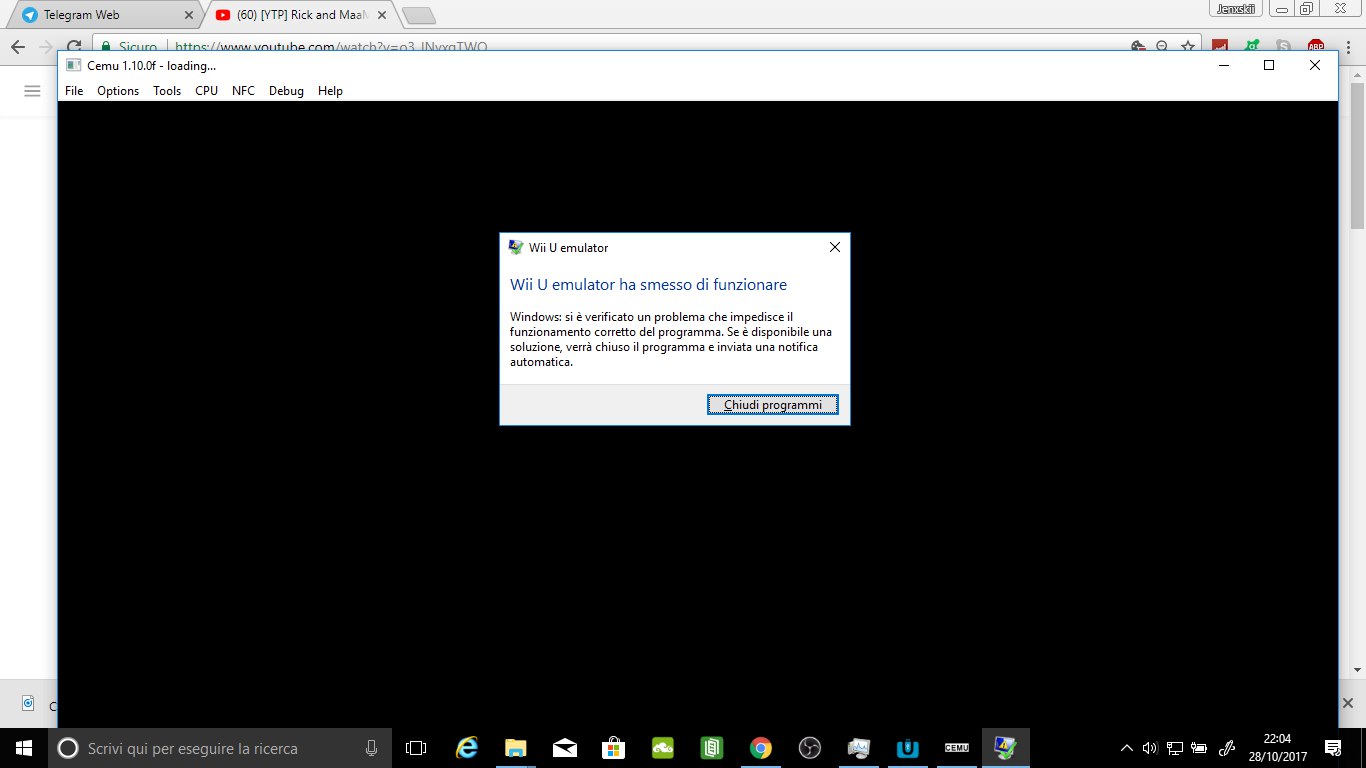 Telegram Web
(60) [YTP] Rick and Maa
Jenxskii
Sicuro
https://www.youtube.com/watch?v=o3_INyxqTWQ
ABP
Cemu 1.10.0f - loading...
File Options Tools CPU NFC Debug Help
Wii U emulator
Wii U emulator ha smesso di funzionare
Windows: si è verificato un problema che impedisce il
funzionamento corretto del programma. Se è disponibile una
soluzione, verrà chiuso il programma e inviata una notifica
automatica.
Chiudi programmi
C
Scrivi qui per eseguire la ricerca
CEMU
22:04
28/10/2017